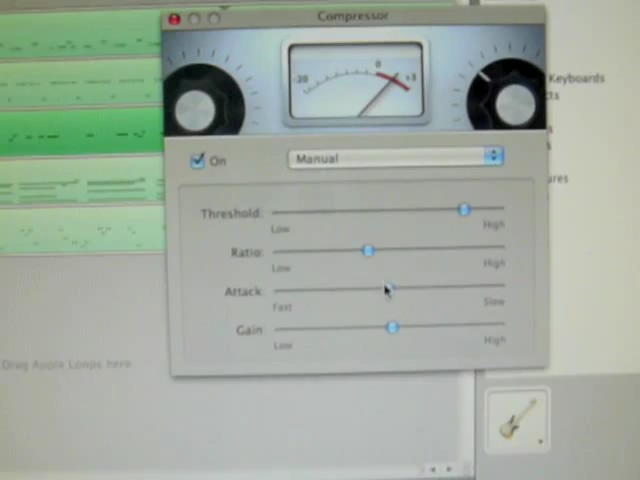 Compressor
-20
0
+3
Keyboards
On
Manual
Threshold:
Low
High
Ratio:
Low
High
Attack:
Fast
Slow
Gain
Low
High
Drag Apple Loops here.